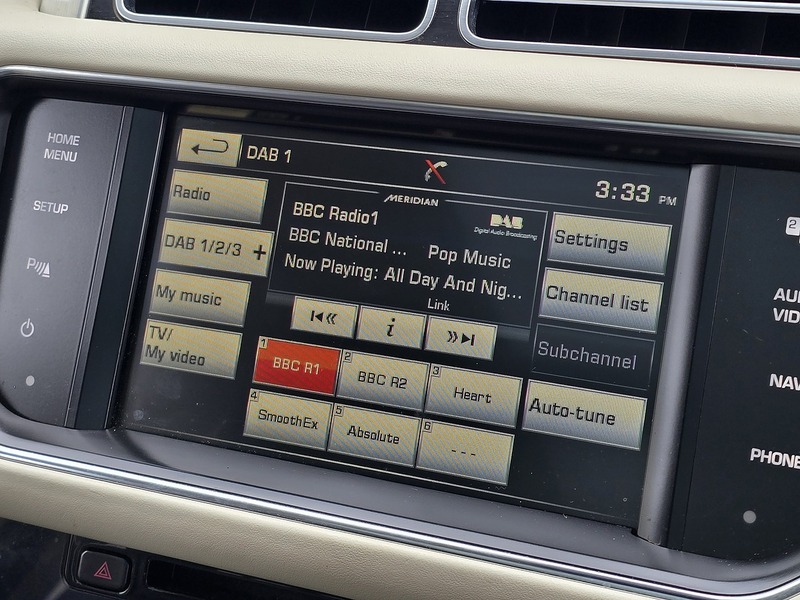 HOME
MENU
SETUP
P
DAB 1
3:33 PM
Radio
DAB 1/2/3 +
My music
TV/
My video
MERIDIAN
BBC Radio1
DAB
Digital Audio Broadcasting
BBC National ... Pop Music
Now Playing: All Day And Nig...
Link
i
1 BBC R1
2 BBC R2
3 Heart
4 SmoothEx
5 Absolute
6 ---
Settings
Channel list
Subchannel
Auto-tune
2
NAV
PHONE